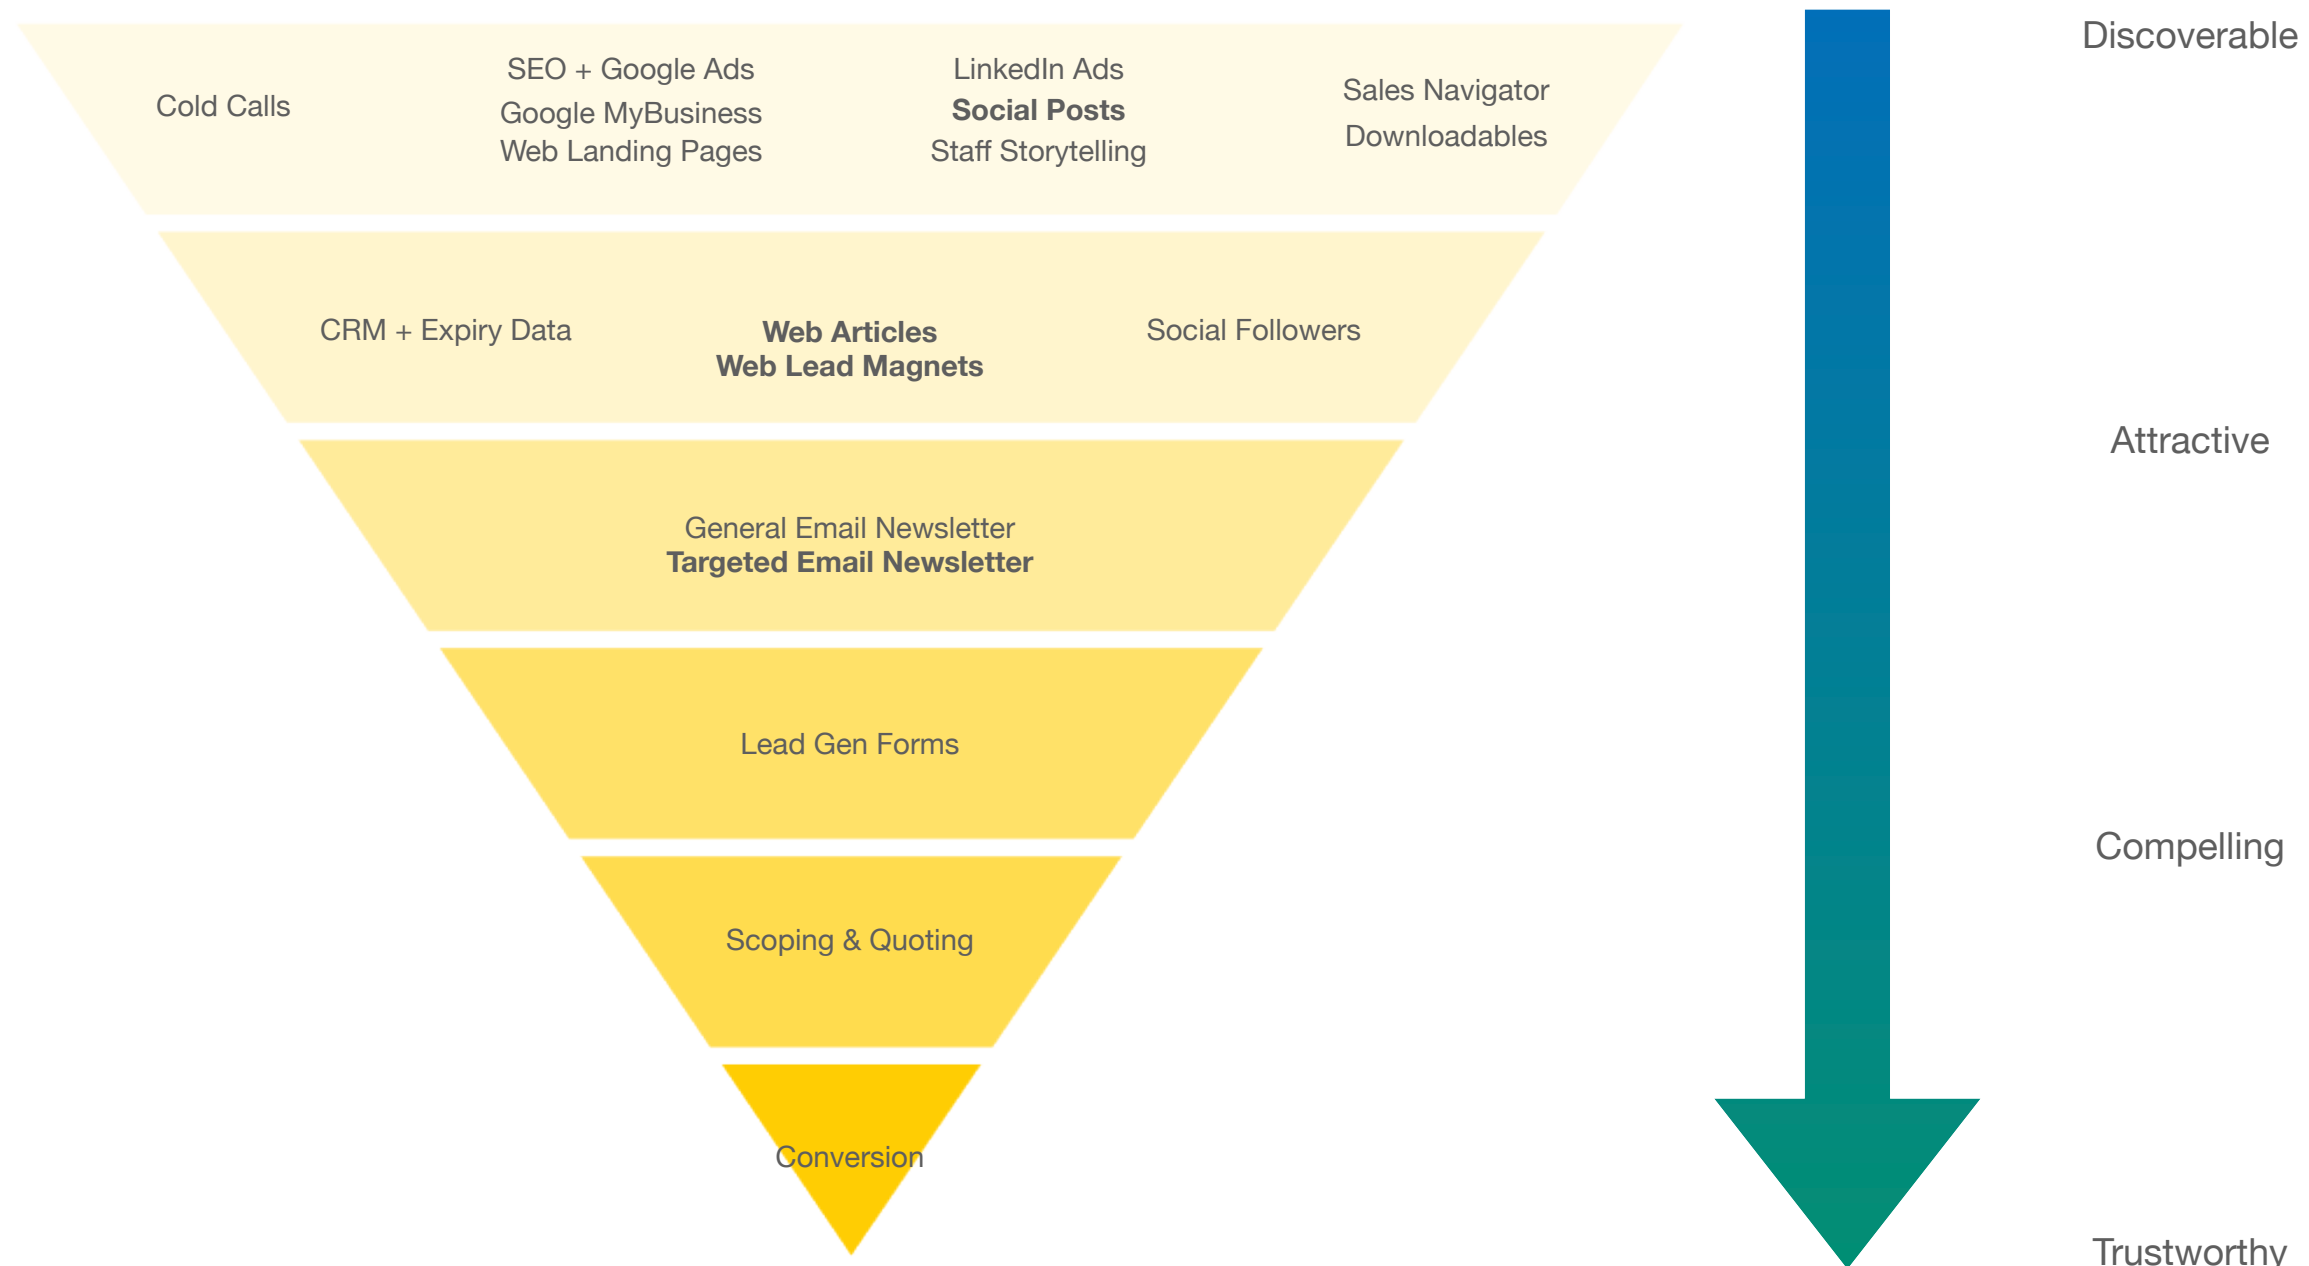 Cold Calls
SEO + Google Ads
Google MyBusiness
Web Landing Pages
LinkedIn Ads
Social Posts
Staff Storytelling
Sales Navigator
Downloadables
CRM + Expiry Data
Web Articles
Web Lead Magnets
Social Followers
General Email Newsletter
Targeted Email Newsletter
Lead Gen Forms
Scoping & Quoting
Conversion
Discoverable
Attractive
Compelling
Trustworthy